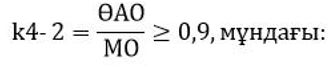 k4- 2 = ӨАО / МО ≥ 0,9, мұндағы: